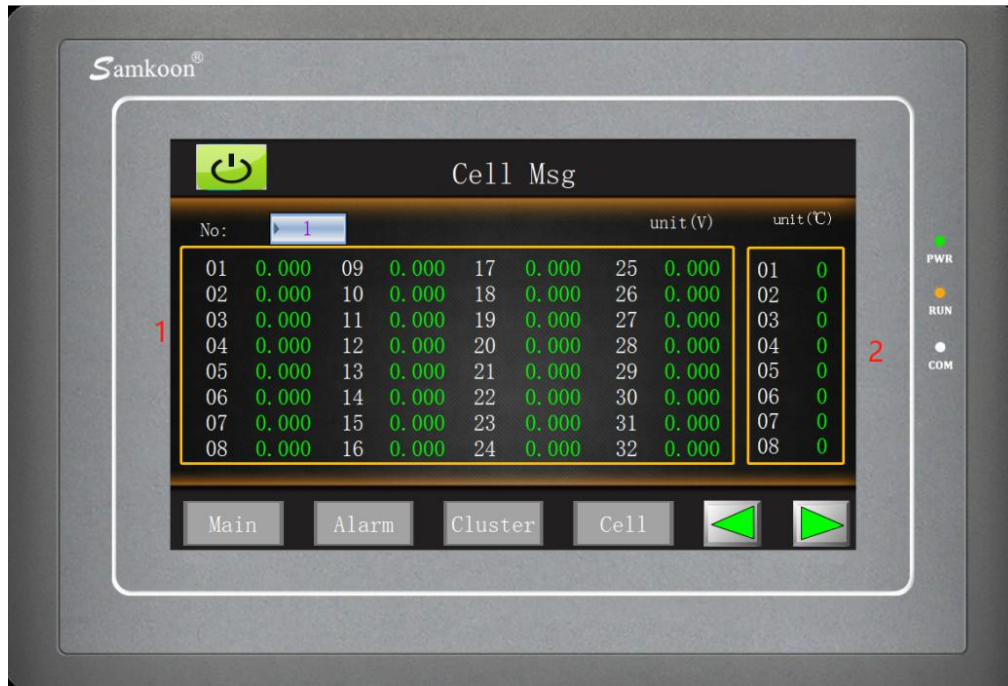 Samkoon®
Cell Msg
No: 1 unit(V) unit(℃)
01 0.000 09 0.000 17 0.000 25 0.000 01 0
02 0.000 10 0.000 18 0.000 26 0.000 02 0
03 0.000 11 0.000 19 0.000 27 0.000 03 0
04 0.000 12 0.000 20 0.000 28 0.000 04 0
05 0.000 13 0.000 21 0.000 29 0.000 05 0
06 0.000 14 0.000 22 0.000 30 0.000 06 0
07 0.000 15 0.000 23 0.000 31 0.000 07 0
08 0.000 16 0.000 24 0.000 32 0.000 08 0
1
2
PWR
RUN
COM
Main Alarm Cluster Cell